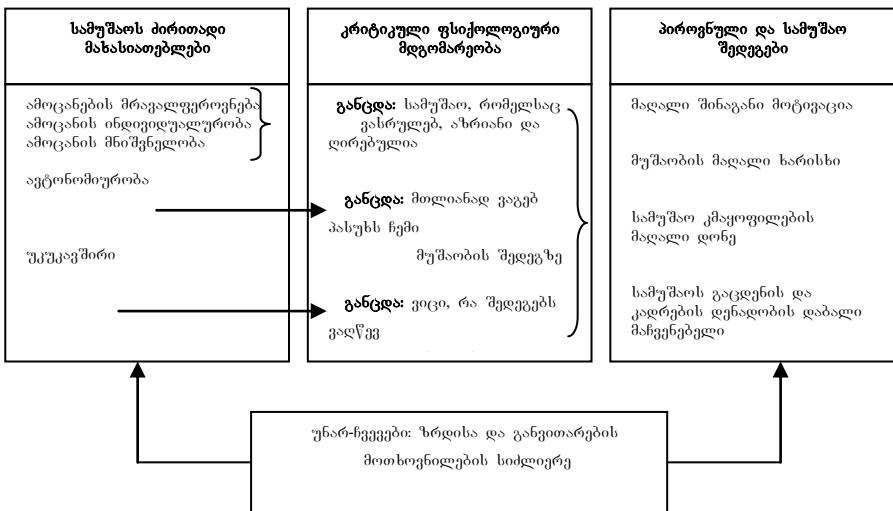 სამუშაოს ძირითადი
მახასიათებლები
ამოცანების მრავალფეროვნება
ამოცანის ინდივიდუალურობა
ამოცანის მნიშვნელობა
ავტონომიურობა
უკუკავშირი
კრიტიკული ფსიქოლოგიური
მდგომარეობა
განცდა: სამუშაო, რომელსაც
ვასრულებ, აზრიანი და
ღირებულია
განცდა: მთლიანად ვაგებ
პასუხს ჩემი
მუშაობის შედეგზე
განცდა: ვიცი, რა შედეგებს
ვაღწევ
პიროვნული და სამუშაო
შედეგები
მაღალი შინაგანი მოტივაცია
მუშაობის მაღალი ხარისხი
სამუშაო კმაყოფილების
მაღალი დონე
სამუშაოს გაცდენის და
კადრების დენადობის დაბალი
მაჩვენებელი
უნარ-ჩვევები: ზრდისა და განვითარების
მოთხოვნილების სიძლიერე